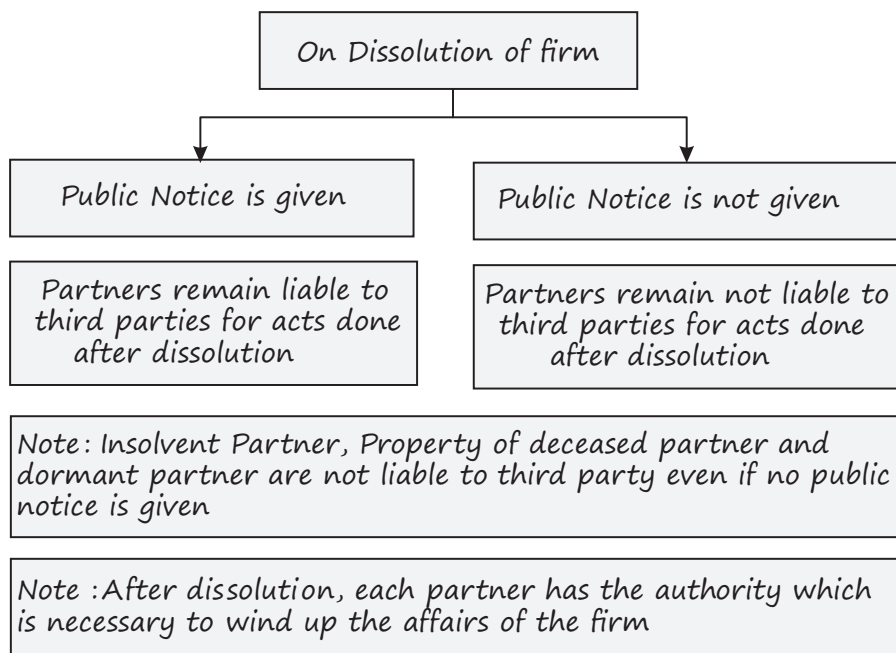 On Dissolution of firm
Public Notice is given
Public Notice is not given
Partners remain liable to
third parties for acts done
after dissolution
Partners remain not liable to
third parties for acts done
after dissolution
Note: Insolvent Partner, Property of deceased partner and
dormant partner are not liable to third party even if no public
notice is given
Note :After dissolution, each partner has the authority which
is necessary to wind up the affairs of the firm